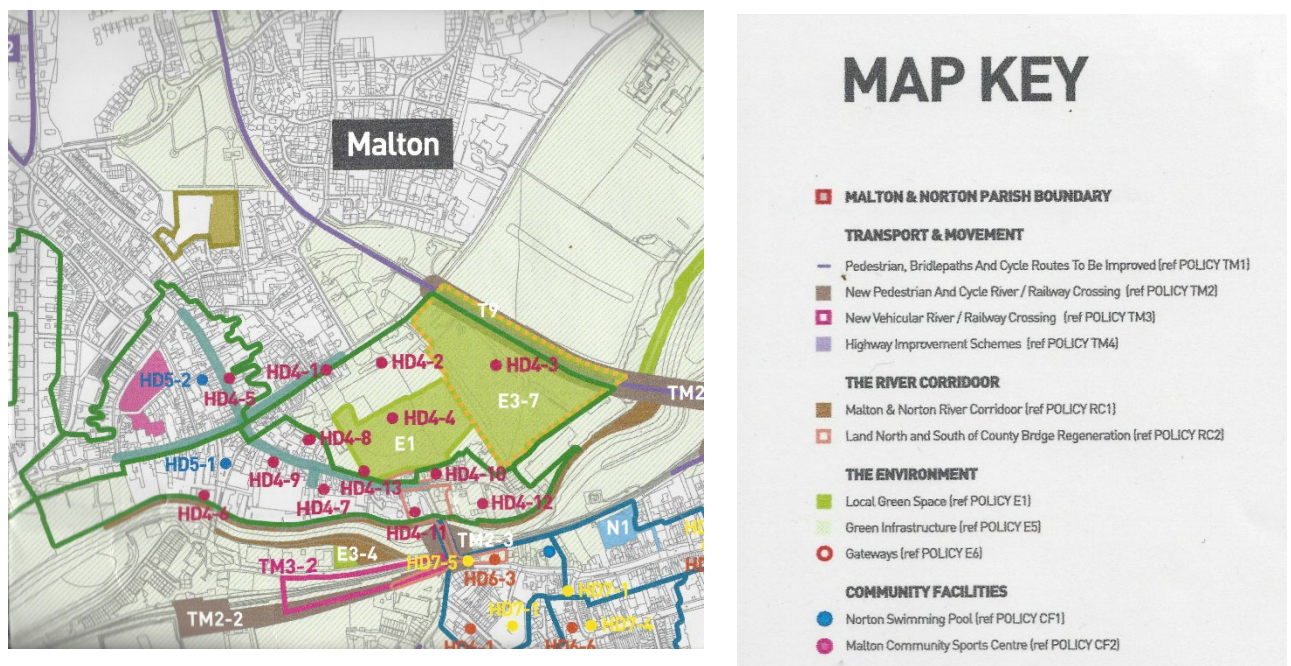 2
Malton
T9
HD4-2
HD4-3
HD4-1
HD5-2
HD4-5
TM2
E3-7
HD4-4
E1
HD4-8
HD5-1
HD4-9
HD4-10
HD4-13
HD4-7
HD4-6
HD4-12
HD4-11
N1
TM2-3
E3-4
TM3-2
HD7-5
HD6-3
HD7-1
HD7-1
TM2-2
HD7-4
HD6-1
HD6-6
MAP KEY
MALTON & NORTON PARISH BOUNDARY
TRANSPORT & MOVEMENT
Pedestrian, Bridlepaths And Cycle Routes To Be Improved (ref POLICY TM1)
New Pedestrian And Cycle River / Railway Crossing (ref POLICY TM2)
New Vehicular River / Railway Crossing (ref POLICY TM3)
Highway Improvement Schemes (ref POLICY TM4)
THE RIVER CORRIDOOR
Malton & Norton River Corridor (ref POLICY RC1)
Land North and South of County Brdge Regeneration (ref POLICY RC2)
THE ENVIRONMENT
Local Green Space (ref POLICY E1)
Green Infrastructure (ref POLICY E5)
Gateways (ref POLICY E6)
COMMUNITY FACILITIES
Norton Swimming Pool (ref POLICY CF1)
Malton Community Sports Centre (ref POLICY CF2)